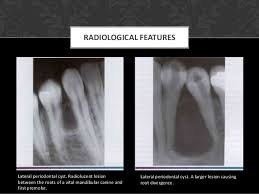 RADIOLOGICAL FEATURES
Lateral periodontal cyst. Radiolucent lesion
between the roots of a vital mandibular canine and
first premolar.
Lateral periodontal cyst. A larger lesion causing
root divergence.